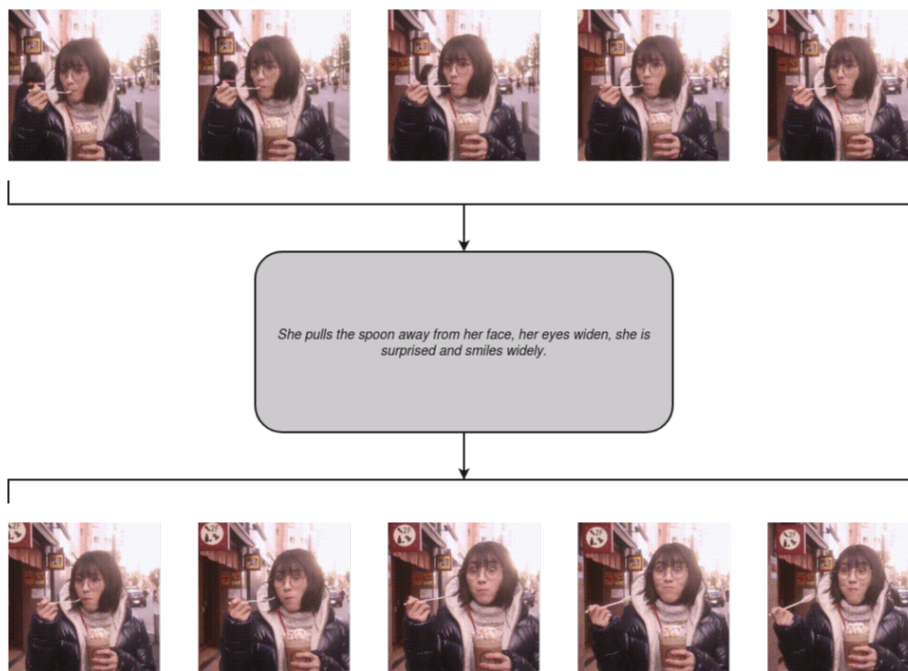 She pulls the spoon away from her face, her eyes widen, she is
surprised and smiles widely.